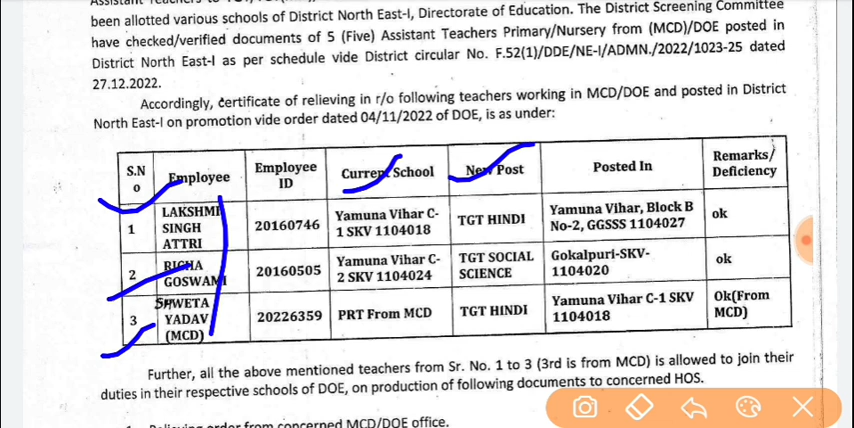 been allotted various schools of District North East-I, Directorate of Education. The District Screening Committee
have checked/verified documents of 5 (Five) Assistant Teachers Primary/Nursery from (MCD)/DOE posted in
District North East-I as per schedule vide District circular No. F.52(1)/DDE/NE-I/ADMN./2022/1023-25 dated
27.12.2022.
Accordingly, certificate of relieving in r/o following teachers working in MCD/DOE and posted in District
North East-I on promotion vide order dated 04/11/2022 of DOE, is as under:
S.N
o
Employee
Employee
ID
Current School
New Post
Posted In
Remarks/
Deficiency
1
LAKSHMI
SINGH
ATTRI
20160746
Yamuna Vihar C-
1 SKV 1104018
TGT HINDI
Yamuna Vihar, Block B
No-2, GGSSS 1104027
ok
2
RICHA
GOSWAMI
20160505
Yamuna Vihar C-
2 SKV 1104024
TGT SOCIAL
SCIENCE
Gokalpuri-SKV-
1104020
ok
3
SHWETA
YADAV
(MCD)
20226359
PRT From MCD
TGT HINDI
Yamuna Vihar C-1 SKV
1104018
Ok(From
MCD)
Further, all the above mentioned teachers from Sr. No. 1 to 3 (3rd is from MCD) is allowed to join their
duties in their respective schools of DOE, on production of following documents to concerned HOS.
order from concerned MCD/DOE office.